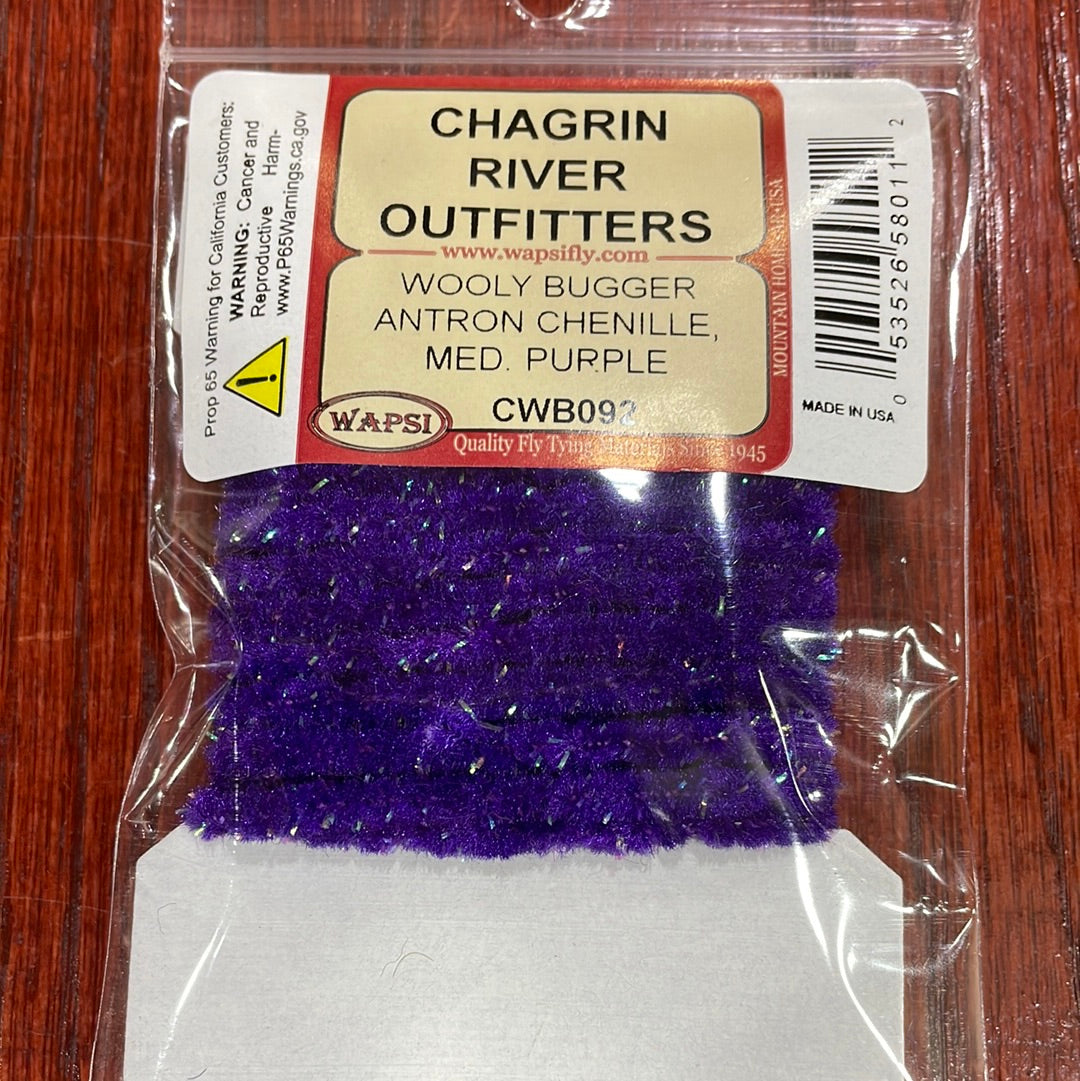 Prop 65 Warning for California Customers:
WARNING: Cancer and
Reproductive Harm-
www.P65Warnings.ca.gov
CHAGRIN
RIVER
OUTFITTERS
www.wapsifly.com
WOOLY BUGGER
ANTRON CHENILLE,
MED. PURPLE
CWB092
WAPSI
Quality Fly Tying Materials Since 1945
MOUNTAIN HOME, AR USA
0 53526 58011 2
MADE IN USA